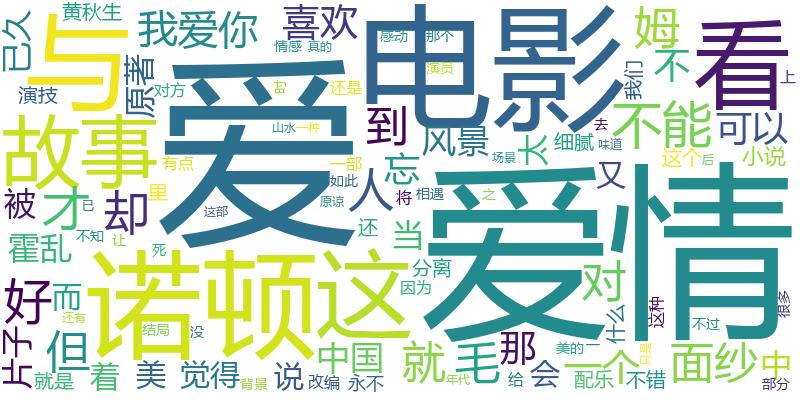 黄秋生
我爱你
喜欢
电影
姆
看
已久
与
原著
情感
真的
感动
那个
演员
我们
不
上
演技
对方
却
还是
爱
到
风景
不能
可以
故事
有点
山水
一种
忘
太
细腻
去
味道
这个
后
小说
被
才
却
里
一部
如此
人
场景
又
已
这部
原谅
将
相遇
之
爱情
霍乱
不知
让
死
还
当
分离
因为
对
好
而
诺顿
这
什么
这种
很多
片子
但
还有
结局
没
中国
就
毛
那
美的
一
只是
不过
就是
着
美
觉得
背景
说
改编
永不
年代
给
会
一个
配乐
不错
面纱
中
部分